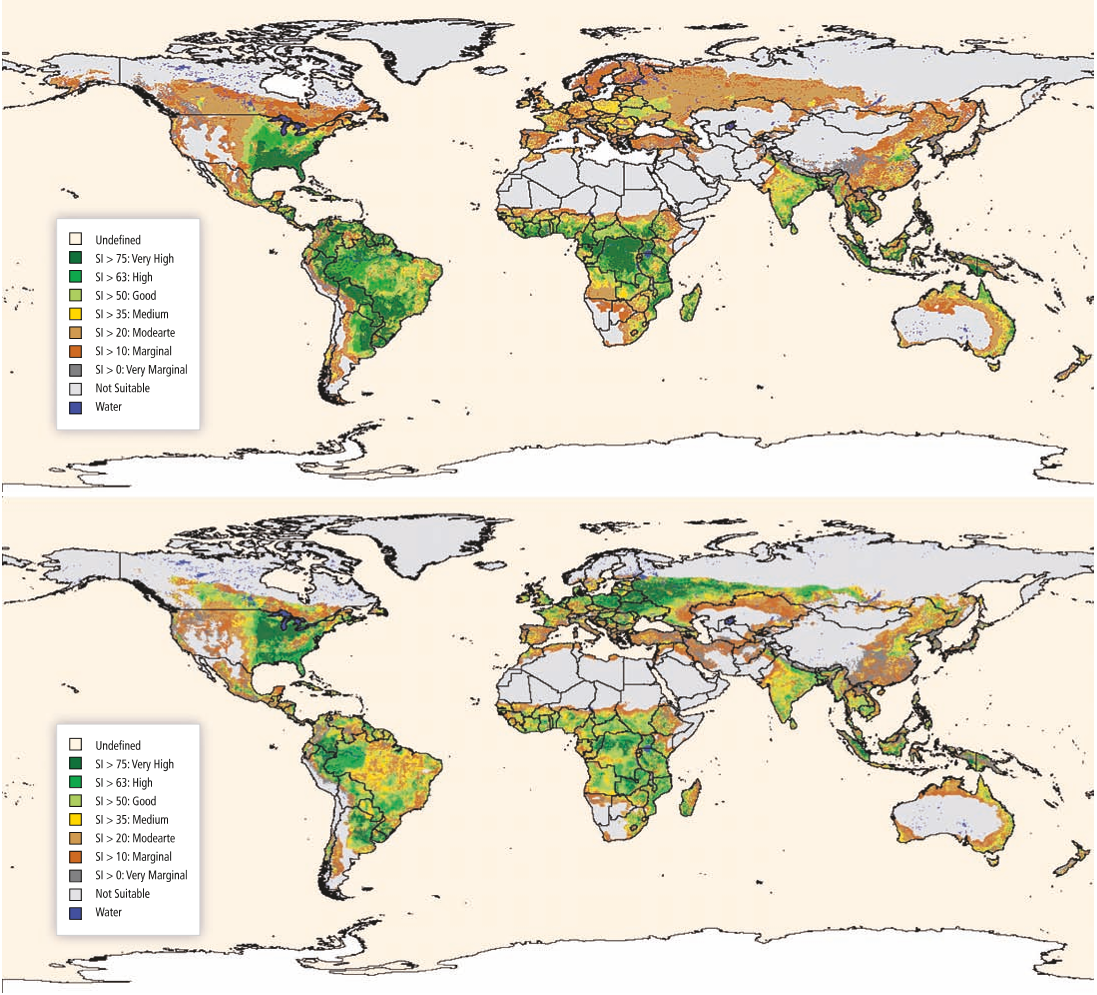 Undefined
SI > 75: Very High
SI > 63: High
SI > 50: Good
SI > 35: Medium
SI > 20: Modearte
SI > 10: Marginal
SI > 0: Very Marginal
Not Suitable
Water
Undefined
SI > 75: Very High
SI > 63: High
SI > 50: Good
SI > 35: Medium
SI > 20: Modearte
SI > 10: Marginal
SI > 0: Very Marginal
Not Suitable
Water